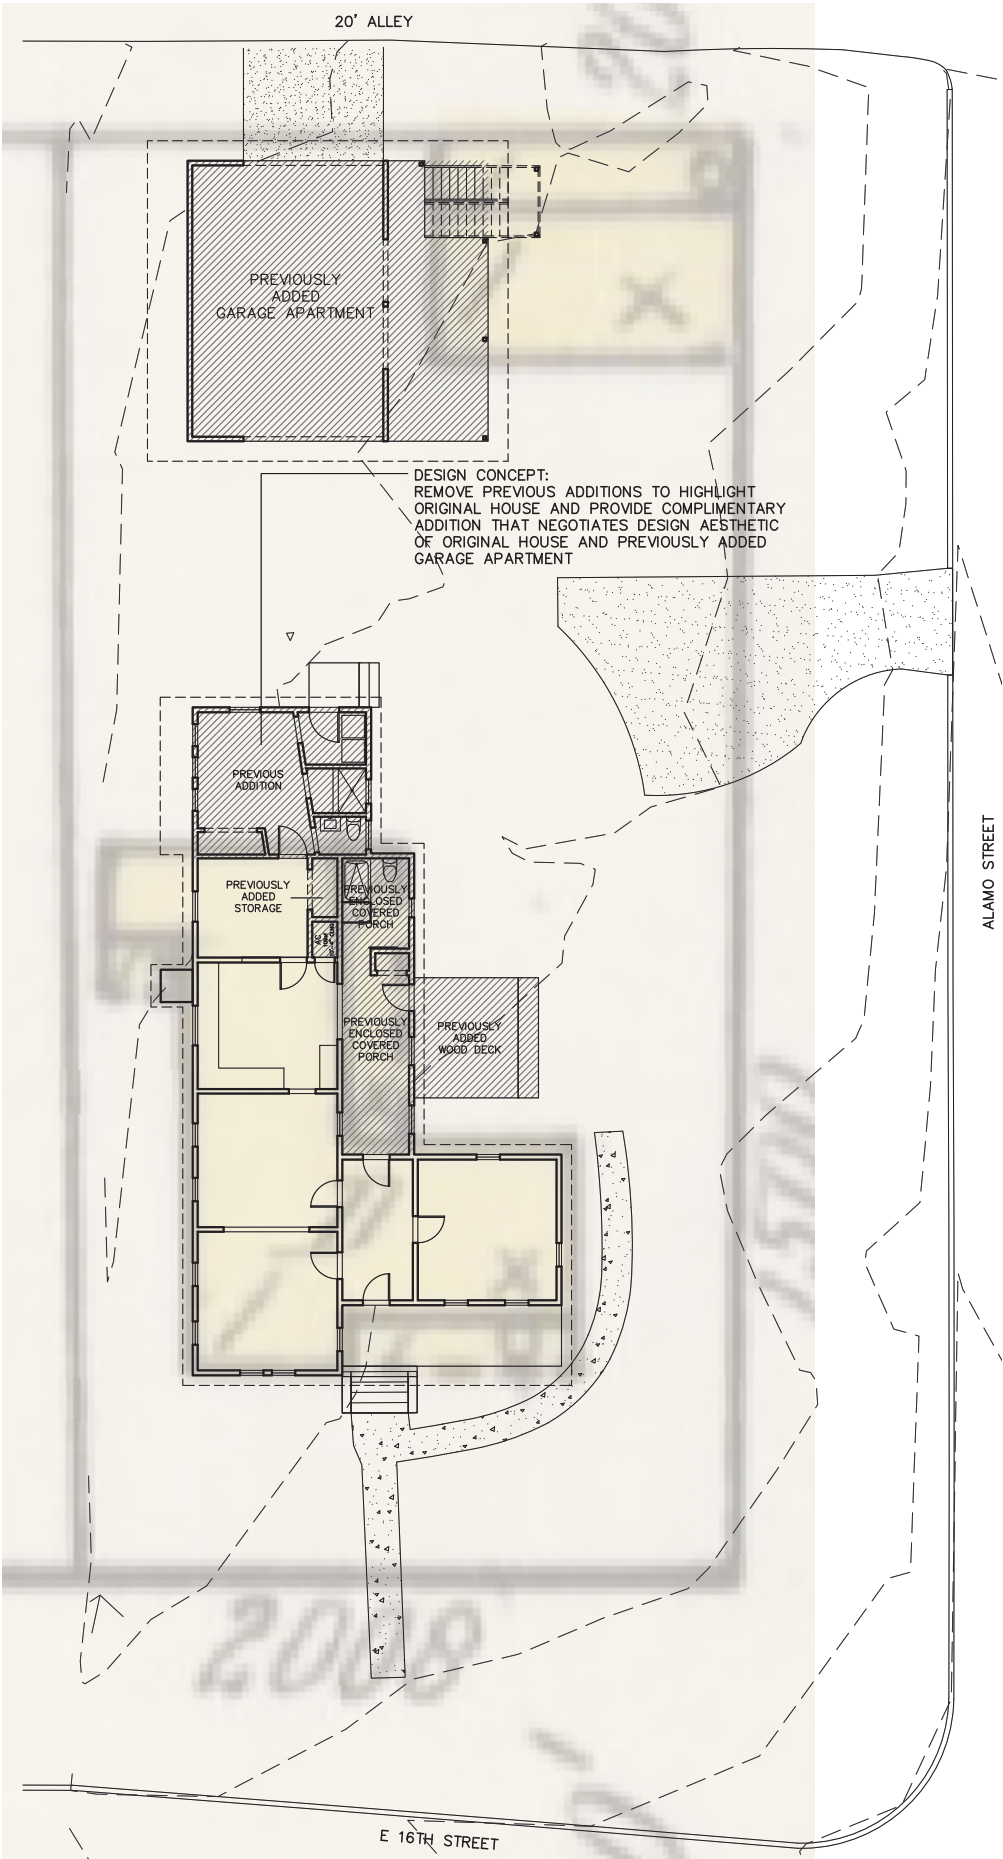 20' ALLEY
PREVIOUSLY
ADDED
GARAGE APARTMENT
DESIGN CONCEPT:
REMOVE PREVIOUS ADDITIONS TO HIGHLIGHT
ORIGINAL HOUSE AND PROVIDE COMPLIMENTARY
ADDITION THAT NEGOTIATES DESIGN AESTHETIC
OF ORIGINAL HOUSE AND PREVIOUSLY ADDED
GARAGE APARTMENT
PREVIOUS
ADDITION
PREVIOUSLY
ADDED
STORAGE
PREVIOUSLY
ENCLOSED
COVERED
PORCH
AC
PREVIOUSLY
ENCLOSED
COVERED
PORCH
PREVIOUSLY
ADDED
WOOD DECK
ALAMO STREET
2008
E 16TH STREET